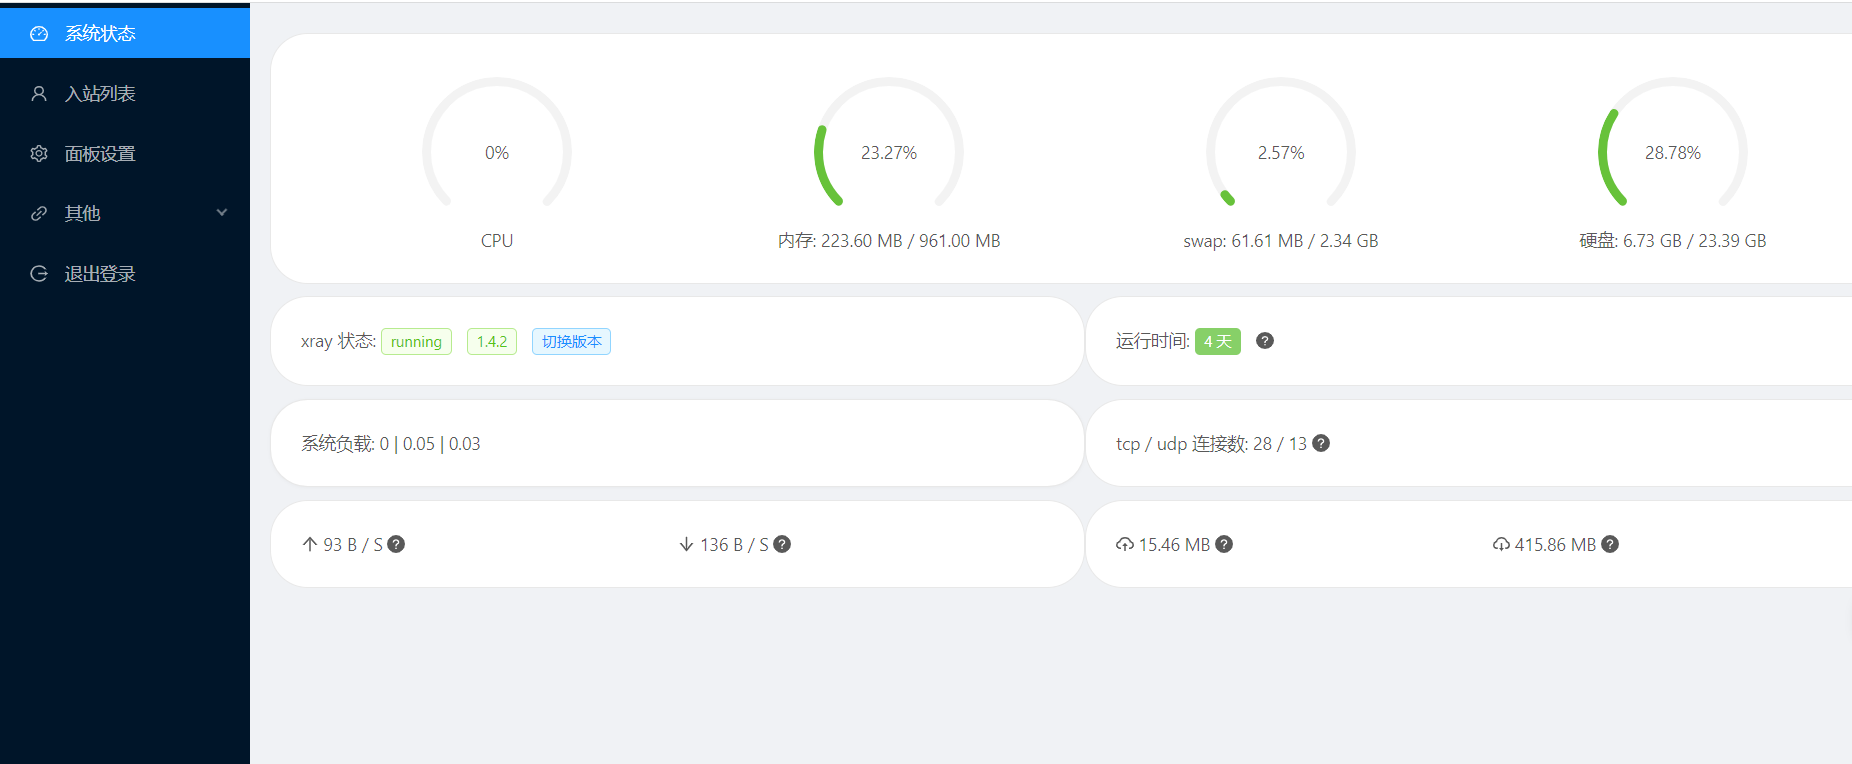 系统状态
入站列表
面板设置
其他
退出登录
0%
23.27%
2.57%
28.78%
CPU
内存: 223.60 MB / 961.00 MB
swap: 61.61 MB / 2.34 GB
硬盘: 6.73 GB / 23.39 GB
xray 状态: running 1.4.2 切换版本
运行时间: 4 天
系统负载: 0 | 0.05 | 0.03
tcp / udp 连接数: 28 / 13
93 B / S
136 B / S
15.46 MB
415.86 MB